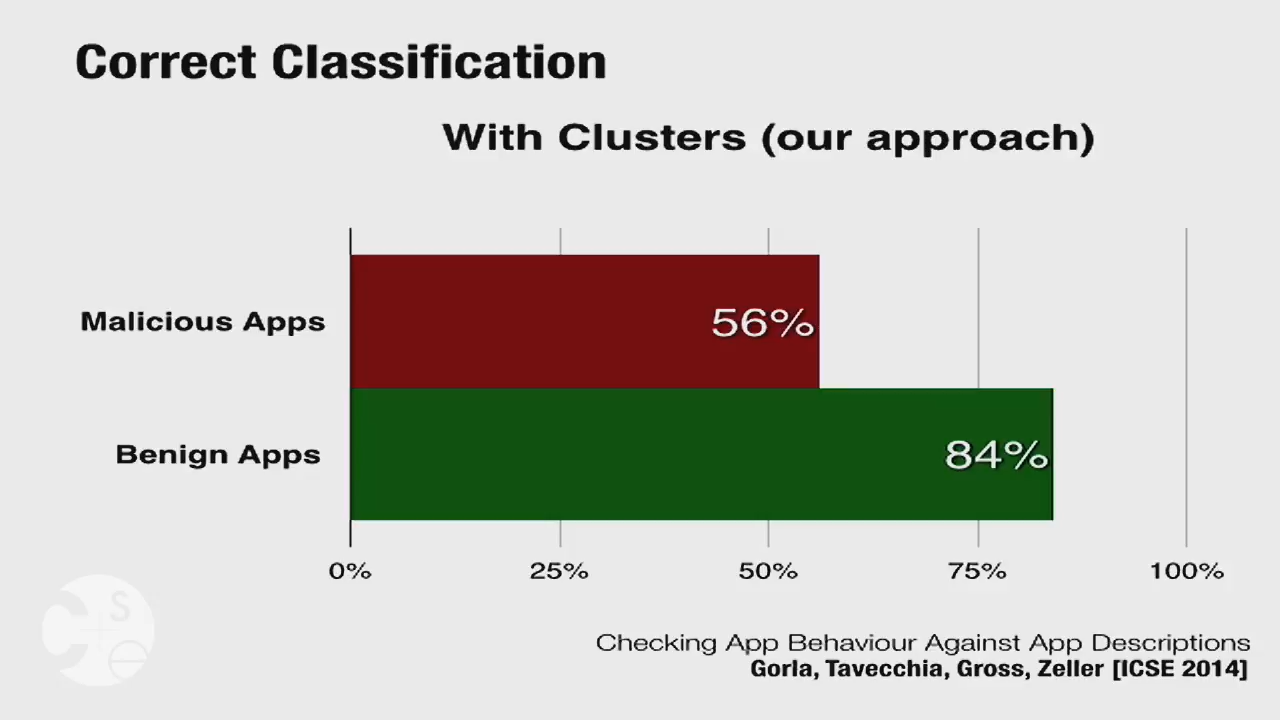 Correct Classification
With Clusters (our approach)
Malicious Apps
56%
Benign Apps
84%
0% 25% 50% 75% 100%
C S e
Checking App Behaviour Against App Descriptions
Gorla, Tavecchia, Gross, Zeller [ICSE 2014]